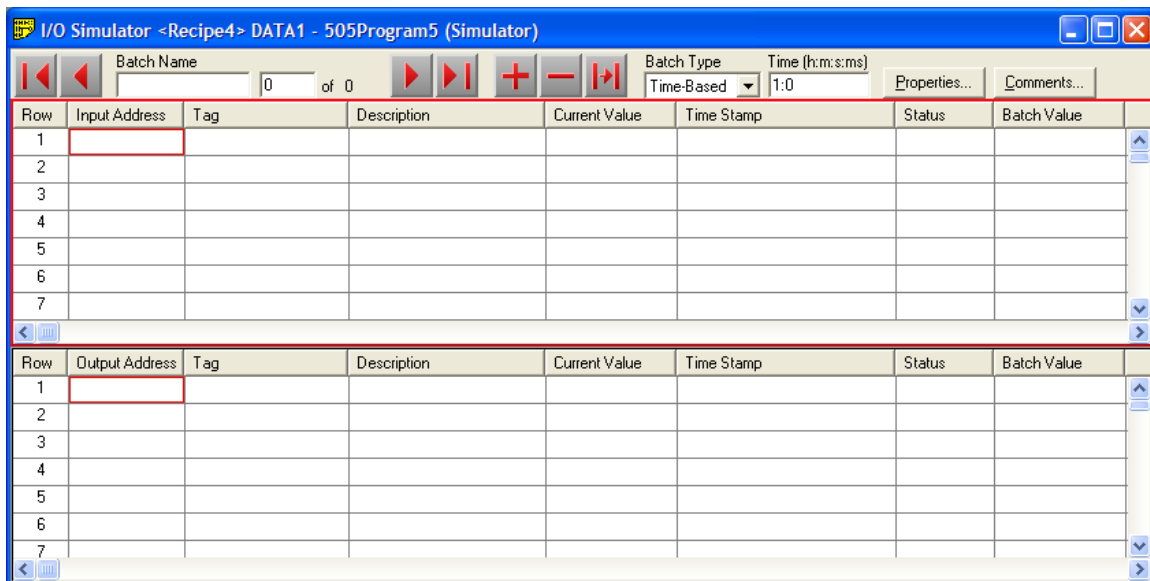 I/O Simulator <Recipe4> DATA1 - 505Program5 (Simulator)
Batch Name Batch Type Time (h:m:s:ms)
0 of 0 Time-Based 1:0 Properties... Comments...
Row Input Address Tag Description Current Value Time Stamp Status Batch Value
1
2
3
4
5
6
7
Row Output Address Tag Description Current Value Time Stamp Status Batch Value
1
2
3
4
5
6
7